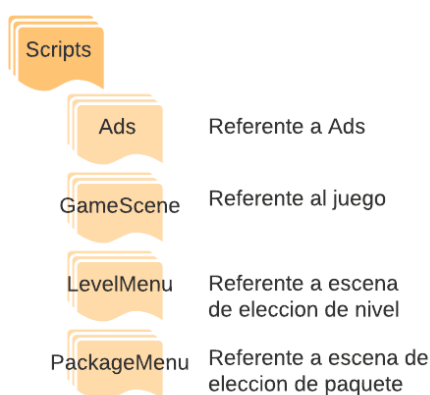 Scripts
Ads
Referente a Ads
GameScene
Referente al juego
LevelMenu
Referente a escena
de eleccion de nivel
PackageMenu
Referente a escena de
eleccion de paquete